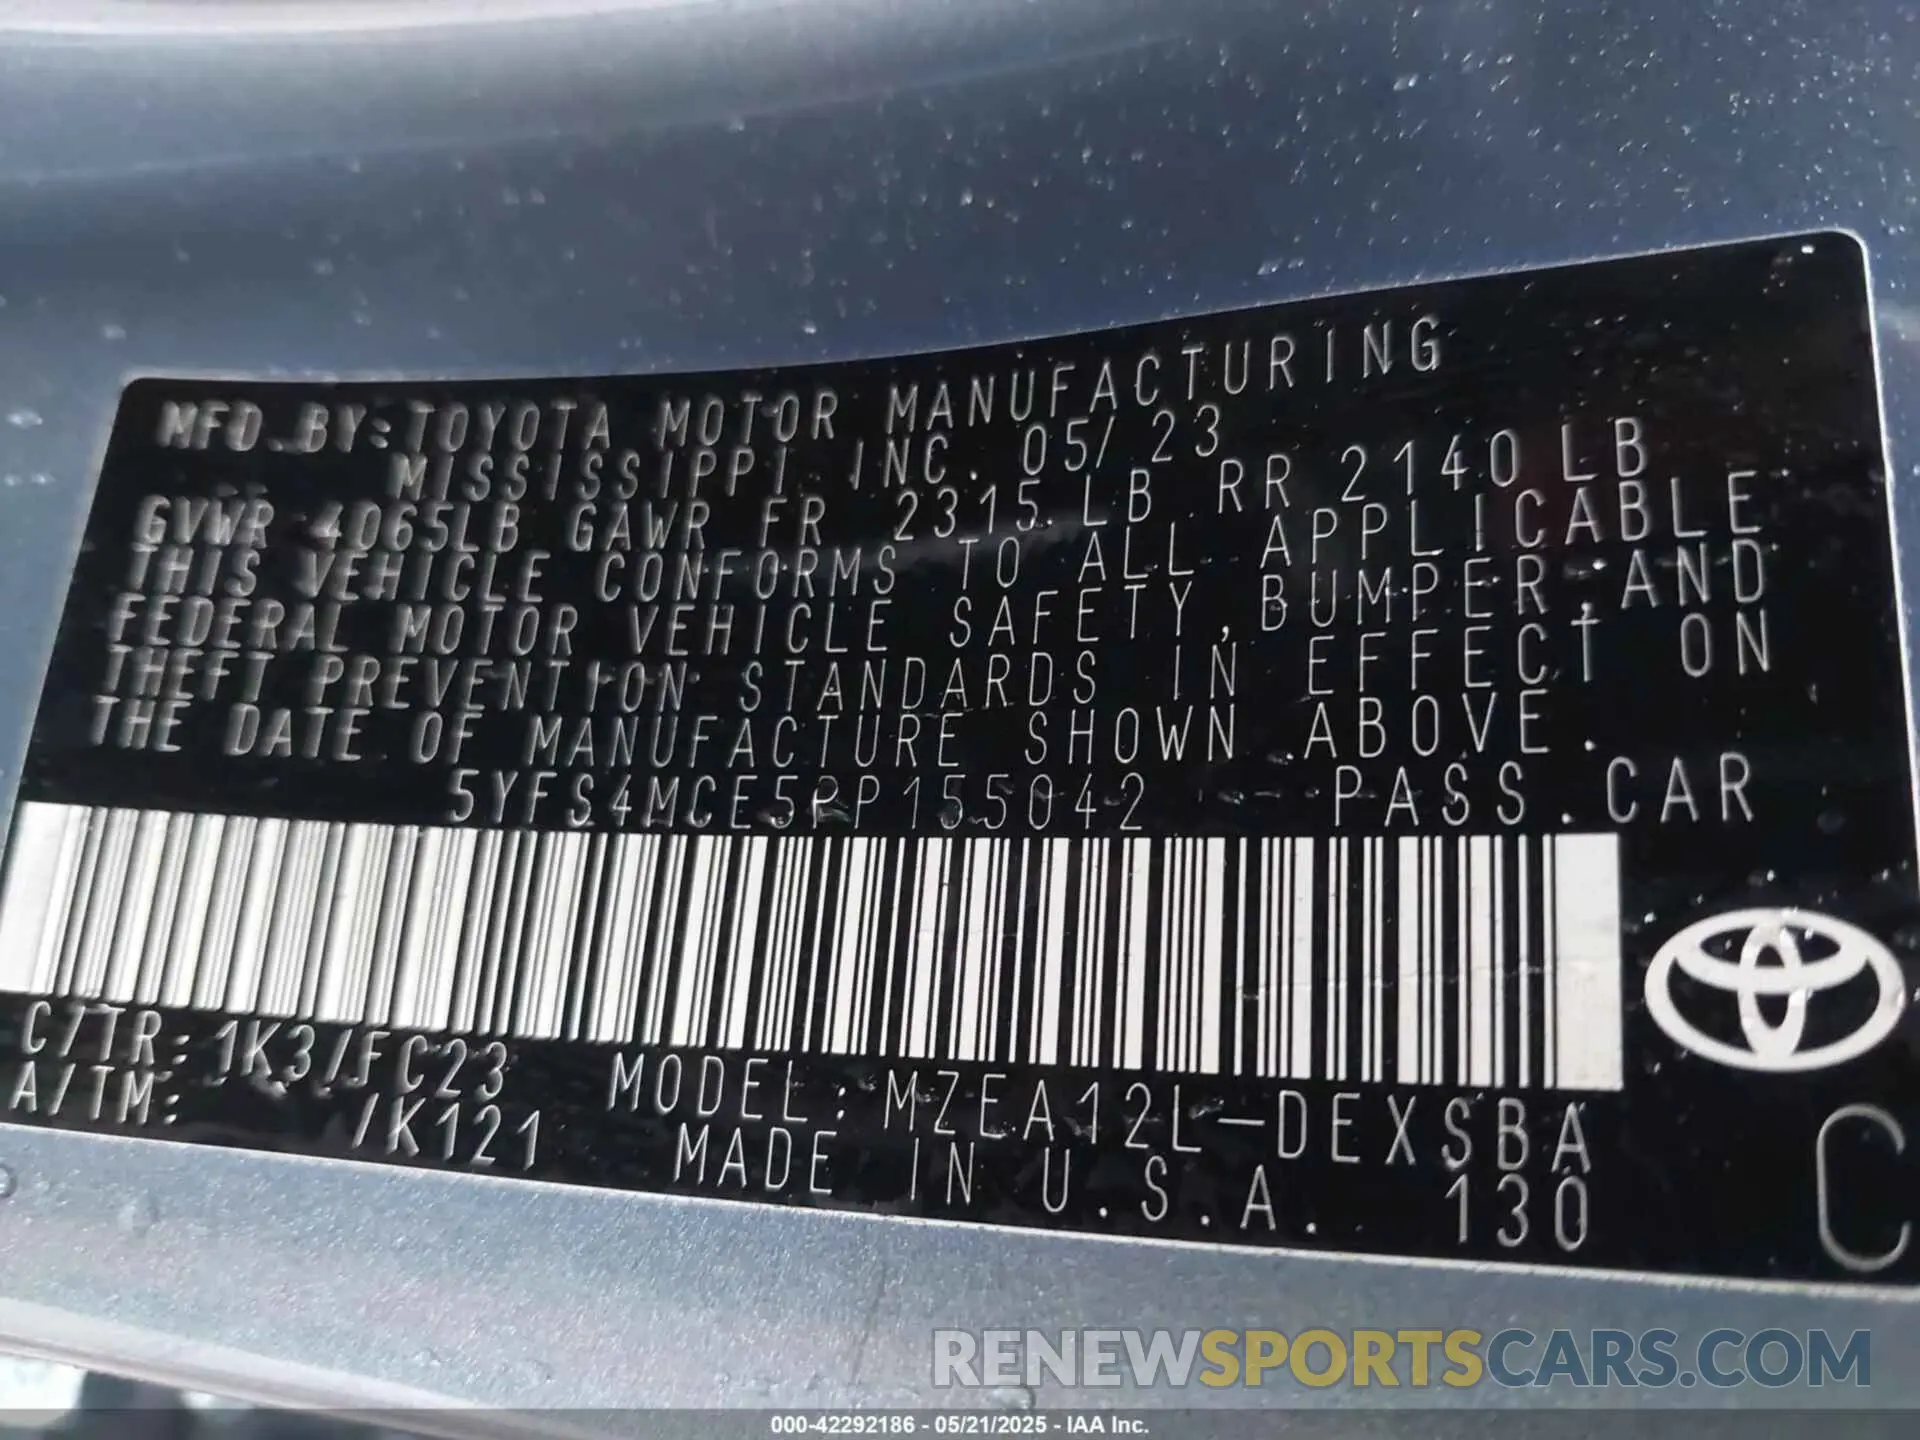 MFD. BY: TOYOTA MOTOR MANUFACTURING
MISSISSIPPI, INC. 05/23
GVWR 4065LB GAWR FR 2315 LB RR 2140LB
THIS VEHICLE CONFORMS TO ALL APPLICABLE
FEDERAL MOTOR VEHICLE SAFETY, BUMPER, AND
THEFT PREVENTION STANDARDS IN EFFECT ON
THE DATE OF MANUFACTURE SHOWN ABOVE.
5YFS4MCE5PP155042 PASS. CAR
C/TR: 1K3/FC23 MODEL: MZEA12L-DEXSBA
A/TM: /K121 MADE IN U.S.A. 130
C
RENEWSPORTSCARS.COM
000-42292186 - 05/21/2025 - IAA Inc.